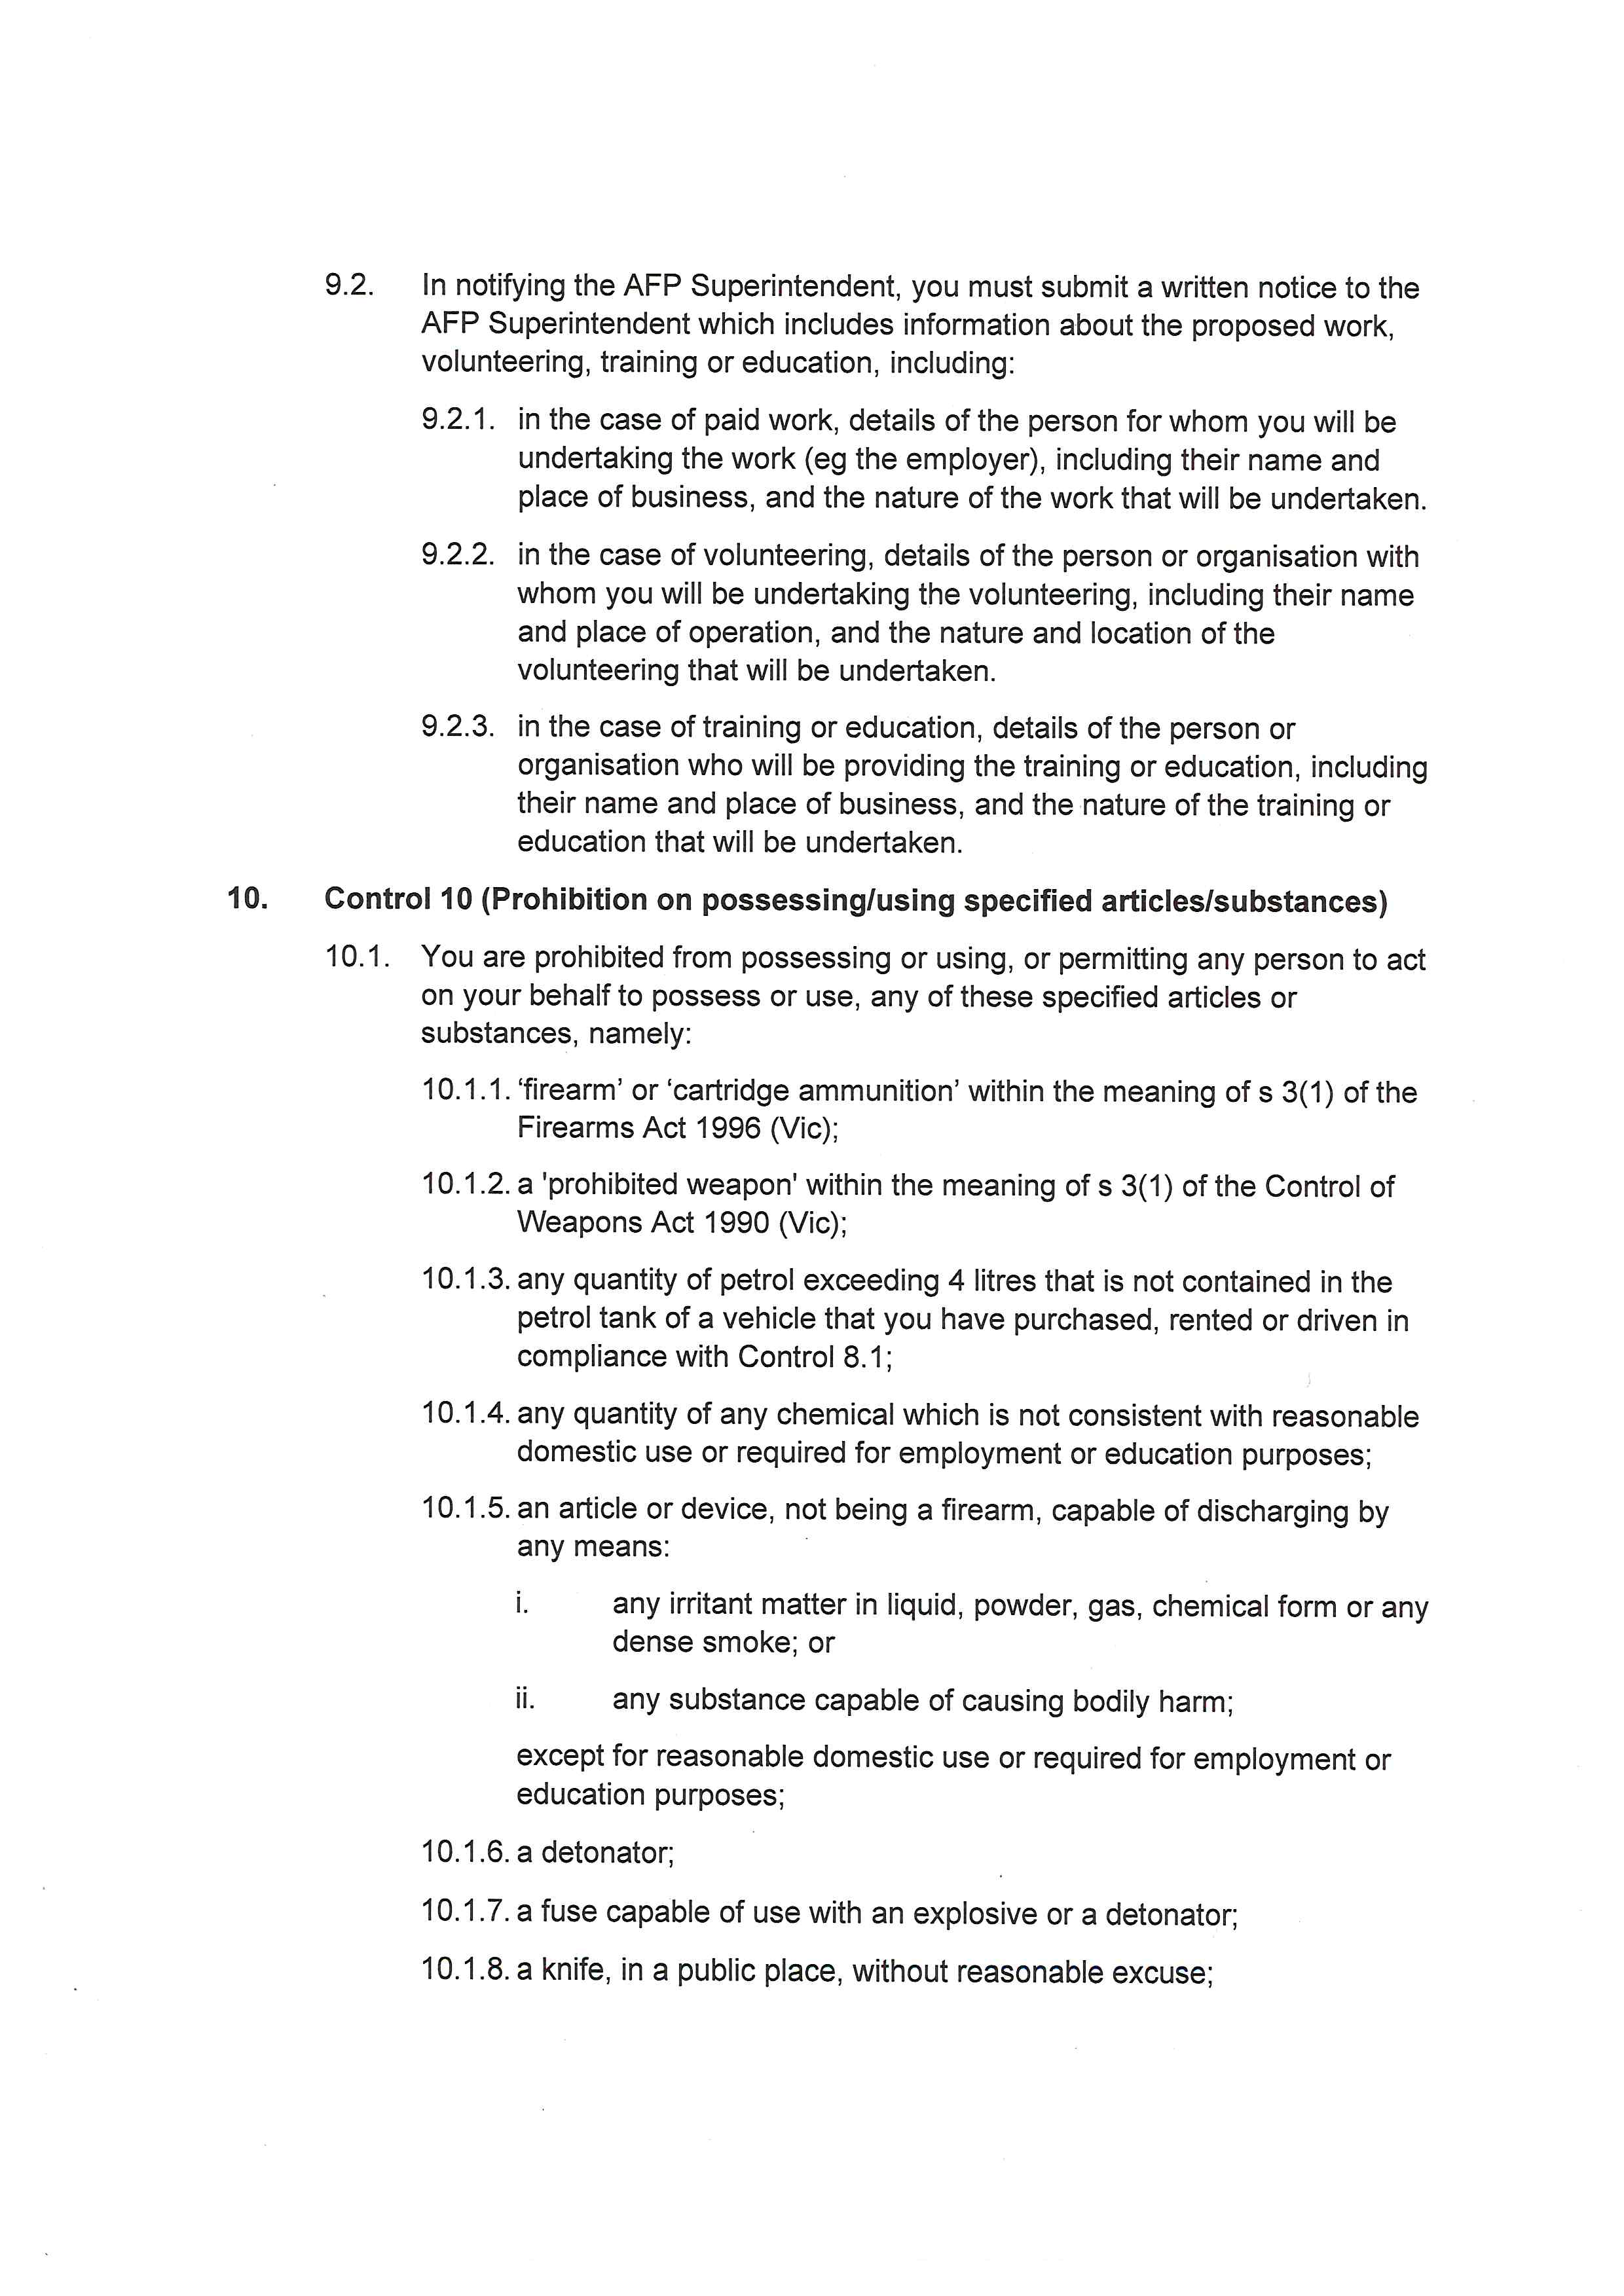 9.2. In notifying the AFP Superintendent, you must submit a written notice to the
AFP Superintendent which includes information about the proposed work,
volunteering, training or education, including:
9.2.1. in the case of paid work, details of the person for whom you will be
undertaking the work (eg the employer), including their name and
place of business, and the nature of the work that will be undertaken.
9.2.2. in the case of volunteering, details of the person or organisation with
whom you will be undertaking the volunteering, including their name
and place of operation, and the nature and location of the
volunteering that will be undertaken.
9.2.3. in the case of training or education, details of the person or
organisation who will be providing the training or education, including
their name and place of business, and the nature of the training or
education that will be undertaken.
10. Control 10 (Prohibition on possessing/using specified articles/substances)
10.1. You are prohibited from possessing or using, or permitting any person to act
on your behalf to possess or use, any of these specified articles or
substances, namely:
10.1.1. ‘firearm’ or ‘cartridge ammunition’ within the meaning of s 3(1) of the
Firearms Act 1996 (Vic);
10.1.2. a 'prohibited weapon' within the meaning of s 3(1) of the Control of
Weapons Act 1990 (Vic);
10.1.3. any quantity of petrol exceeding 4 litres that is not contained in the
petrol tank of a vehicle that you have purchased, rented or driven in
compliance with Control 8.1;
10.1.4. any quantity of any chemical which is not consistent with reasonable
domestic use or required for employment or education purposes;
10.1.5. an article or device, not being a firearm, capable of discharging by
any means:
i. any irritant matter in liquid, powder, gas, chemical form or any
dense smoke; or
ii. any substance capable of causing bodily harm;
except for reasonable domestic use or required for employment or
education purposes;
10.1.6. a detonator;
10.1.7. a fuse capable of use with an explosive or a detonator;
10.1.8. a knife, in a public place, without reasonable excuse;